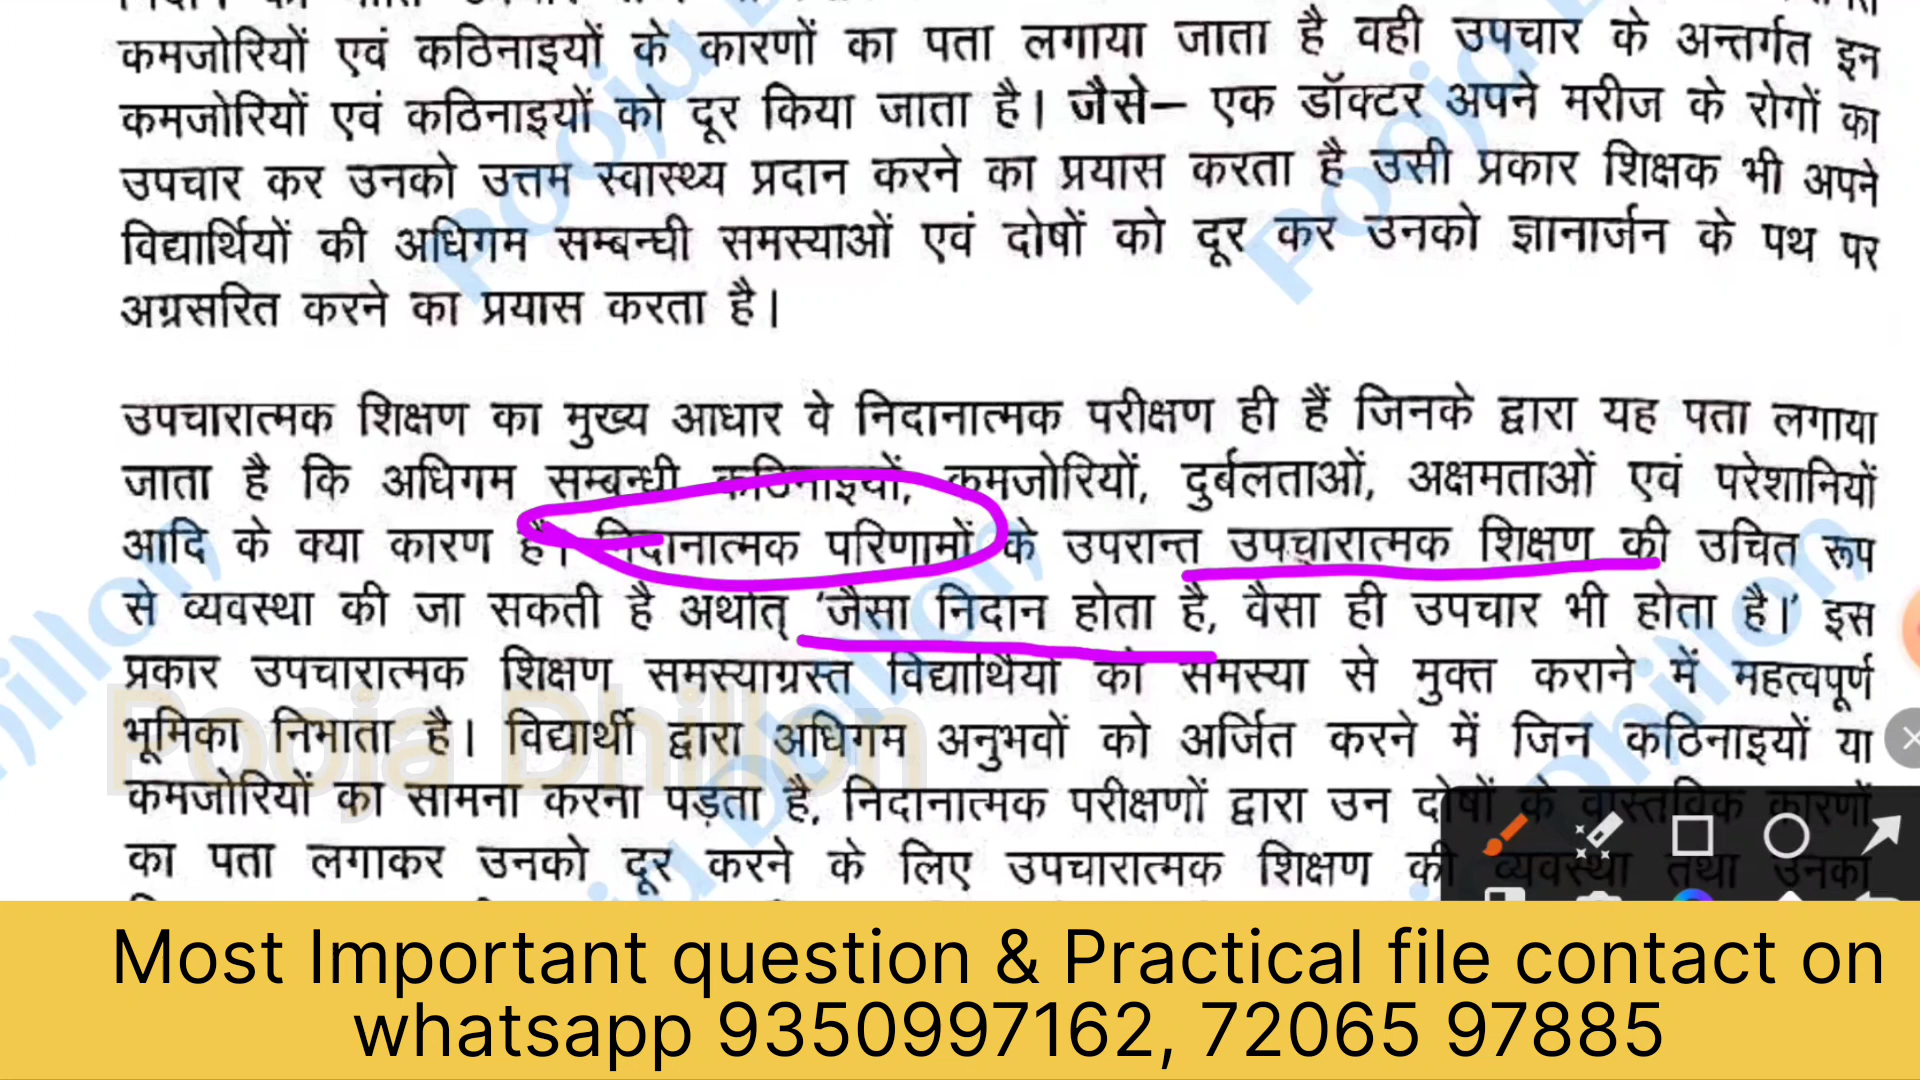 कमजोरियों एवं कठिनाइयों के कारणों का पता लगाया जाता है वही उपचार के अन्तर्गत इन
कमजोरियों एवं कठिनाइयों को दूर किया जाता है। जैसे– एक डॉक्टर अपने मरीज के रोगों का
उपचार कर उनको उत्तम स्वास्थ्य प्रदान करने का प्रयास करता है उसी प्रकार शिक्षक भी अपने
विद्यार्थियों की अधिगम सम्बन्धी समस्याओं एवं दोषों को दूर कर उनको ज्ञानार्जन के पथ पर
अग्रसरित करने का प्रयास करता है।
उपचारात्मक शिक्षण का मुख्य आधार वे निदानात्मक परीक्षण ही हैं जिनके द्वारा यह पता लगाया
जाता है कि अधिगम सम्बन्धी कठिनाइयों, कमजोरियों, दुर्बलताओं, अक्षमताओं एवं परेशानियों
आदि के क्या कारण हैं। निदानात्मक परिणामों के उपरान्त उपचारात्मक शिक्षण की उचित रूप
से व्यवस्था की जा सकती है अर्थात् ‘जैसा निदान होता है, वैसा ही उपचार भी होता है।’ इस
प्रकार उपचारात्मक शिक्षण समस्याग्रस्त विद्यार्थियों को समस्या से मुक्त कराने में महत्वपूर्ण
भूमिका निभाता है। विद्यार्थी द्वारा अधिगम अनुभवों को अर्जित करने में जिन कठिनाइयों या
कमजोरियों का सामना करना पड़ता है, निदानात्मक परीक्षणों द्वारा उन दोषों के वास्तविक कारणों
का पता लगाकर उनको दूर करने के लिए उपचारात्मक शिक्षण की व्यवस्था तथा उनका
Pooja Dhillon
Most Important question & Practical file contact on
whatsapp 9350997162, 72065 97885